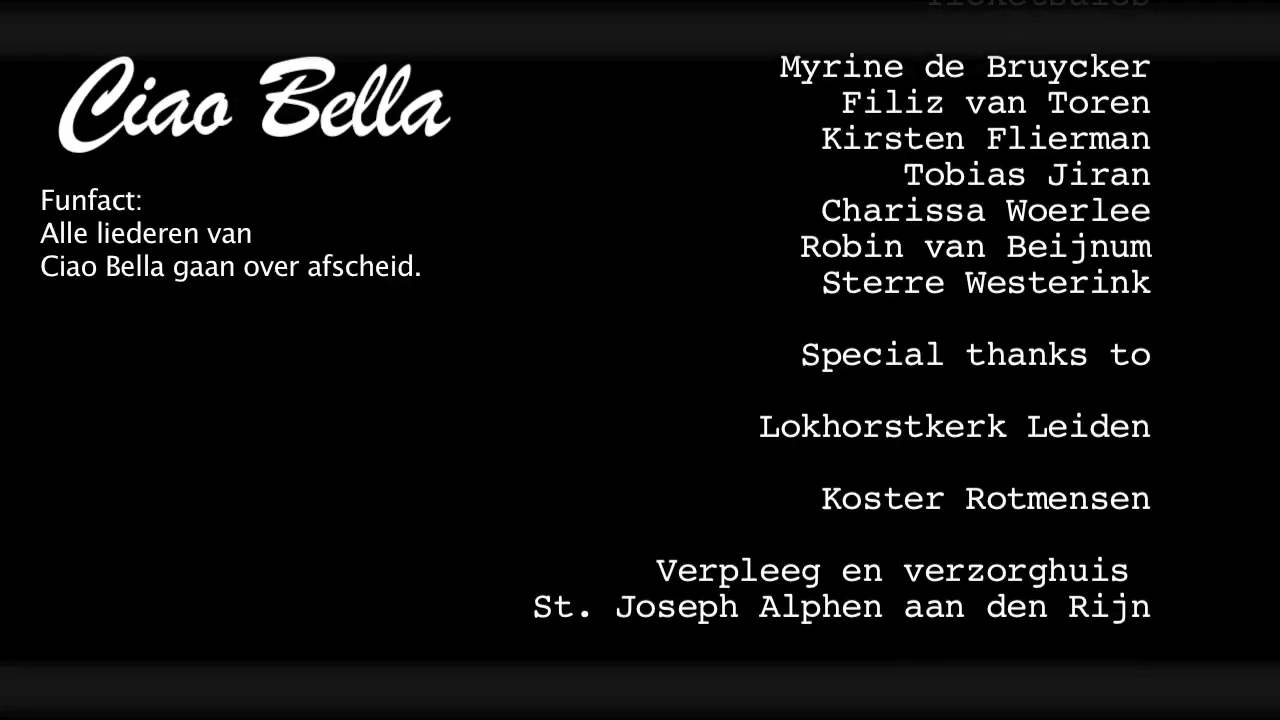 Ciao Bella
Funfact:
Alle liederen van
Ciao Bella gaan over afscheid.
Ticketsales
Myrine de Bruycker
Filiz van Toren
Kirsten Flierman
Tobias Jiran
Charissa Woerlee
Robin van Beijnum
Sterre Westerink
Special thanks to
Lokhorstkerk Leiden
Koster Rotmensen
Verpleeg en verzorghuis
St. Joseph Alphen aan den Rijn